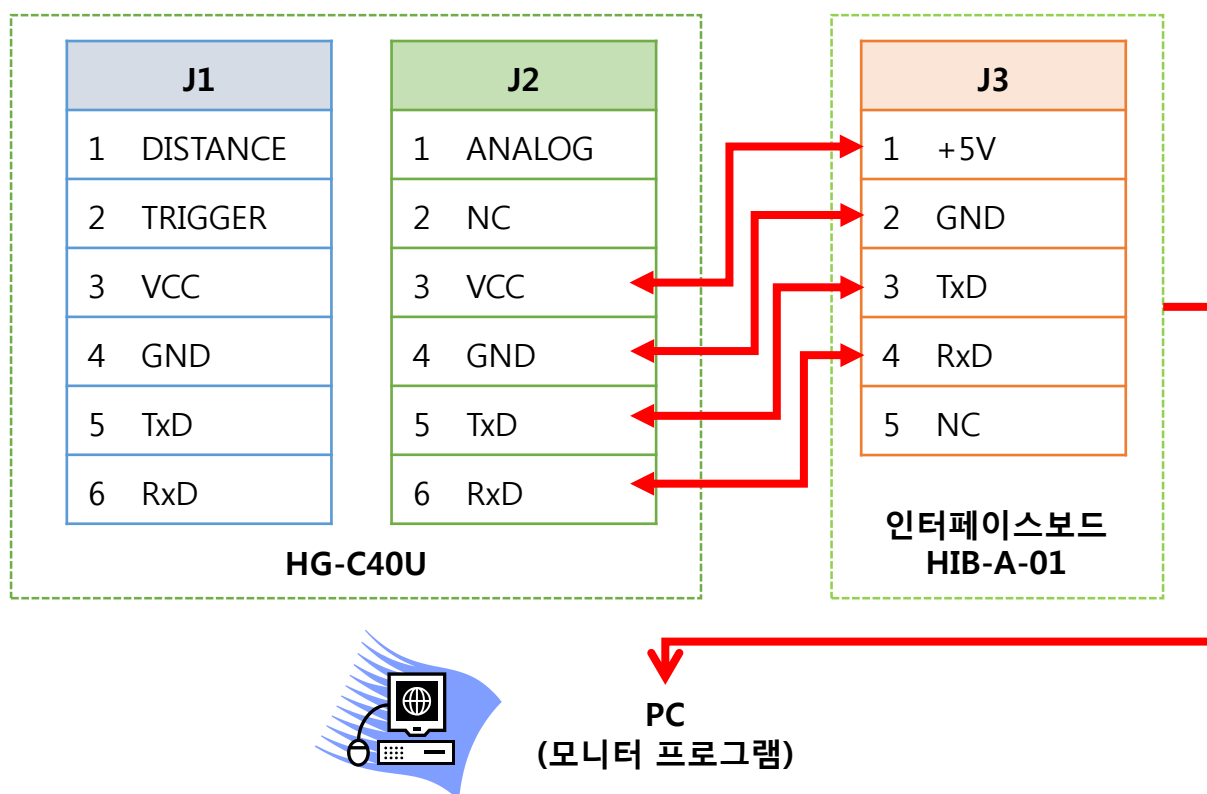 J1
1 DISTANCE
2 TRIGGER
3 VCC
4 GND
5 TxD
6 RxD
J2
1 ANALOG
2 NC
3 VCC
4 GND
5 TxD
6 RxD
HG-C40U
J3
1 +5V
2 GND
3 TxD
4 RxD
5 NC
인터페이스보드
HIB-A-01
PC
(모니터 프로그램)